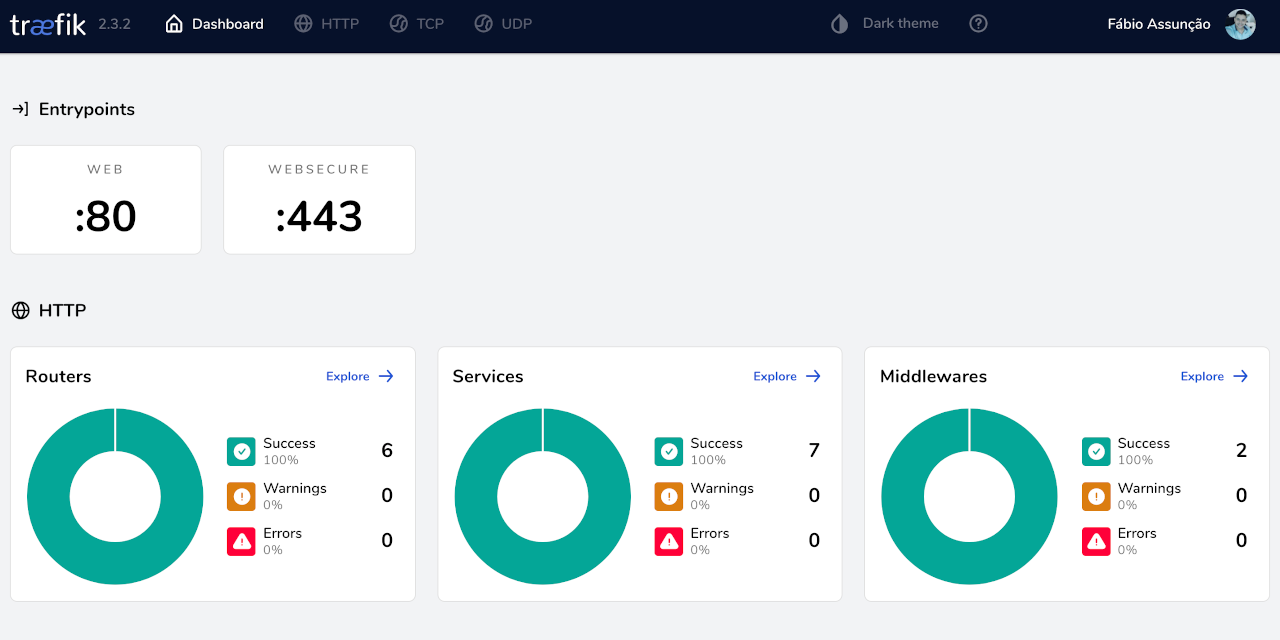 træfik 2.3.2 Dashboard HTTP TCP UDP Dark theme Fábio Assunção
Entrypoints
WEB
:80
WEBSECURE
:443
HTTP
Routers Explore
Success 6
100%
Warnings 0
0%
Errors 0
0%
Services Explore
Success 7
100%
Warnings 0
0%
Errors 0
0%
Middlewares Explore
Success 2
100%
Warnings 0
0%
Errors 0
0%